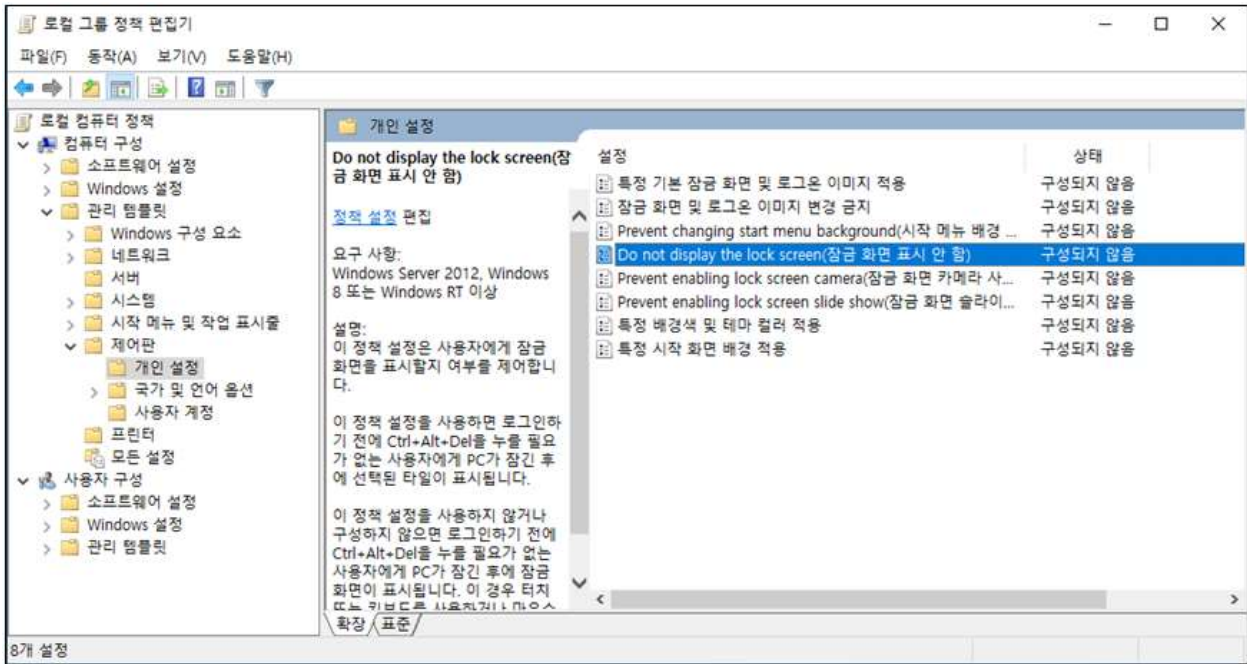 로컬 그룹 정책 편집기
파일(F) 동작(A) 보기(V) 도움말(H)
로컬 컴퓨터 정책
컴퓨터 구성
소프트웨어 설정
Windows 설정
관리 템플릿
Windows 구성 요소
네트워크
서버
시스템
시작 메뉴 및 작업 표시줄
제어판
개인 설정
국가 및 언어 옵션
사용자 계정
프린터
모든 설정
사용자 구성
소프트웨어 설정
Windows 설정
관리 템플릿
개인 설정
Do not display the lock screen(잠
금 화면 표시 안 함)
정책 설정 편집
요구 사항:
Windows Server 2012, Windows
8 또는 Windows RT 이상
설명:
이 정책 설정은 사용자에게 잠금
화면을 표시할지 여부를 제어합니
다.
이 정책 설정을 사용하면 로그인하
기 전에 Ctrl+Alt+Del을 누를 필요
가 없는 사용자에게 PC가 잠긴 후
에 선택된 타일이 표시됩니다.
이 정책 설정을 사용하지 않거나
구성하지 않으면 로그인하기 전에
Ctrl+Alt+Del을 누를 필요가 없는
사용자에게 PC가 잠긴 후에 잠금
화면이 표시됩니다. 이 경우 터치
또는 키보드를 사용하거나 마우스
설정 상태
특정 기본 잠금 화면 및 로그온 이미지 적용 구성되지 않음
잠금 화면 및 로그온 이미지 변경 금지 구성되지 않음
Prevent changing start menu background(시작 메뉴 배경 ... 구성되지 않음
Do not display the lock screen(잠금 화면 표시 안 함) 구성되지 않음
Prevent enabling lock screen camera(잠금 화면 카메라 사... 구성되지 않음
Prevent enabling lock screen slide show(잠금 화면 슬라이... 구성되지 않음
특정 배경색 및 테마 컬러 적용 구성되지 않음
특정 시작 화면 배경 적용 구성되지 않음
확장 표준
8개 설정